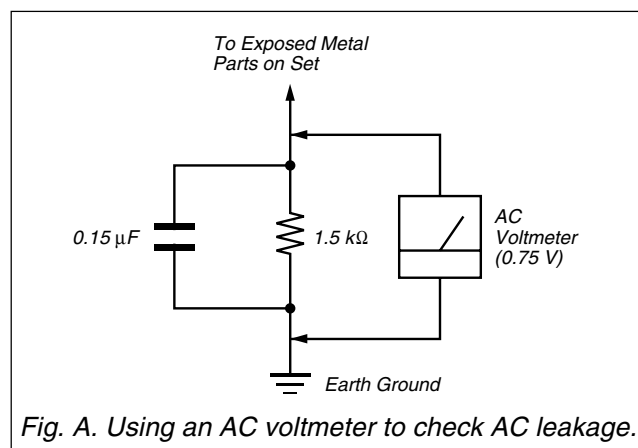 To Exposed Metal
Parts on Set
0.15 μF
1.5 kΩ
AC
Voltmeter
(0.75 V)
Earth Ground
Fig. A. Using an AC voltmeter to check AC leakage.